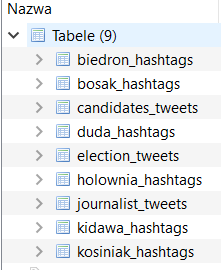 Nazwa
Tabele (9)
biedron_hashtags
bosak_hashtags
candidates_tweets
duda_hashtags
election_tweets
holownia_hashtags
journalist_tweets
kidawa_hashtags
kosiniak_hashtags